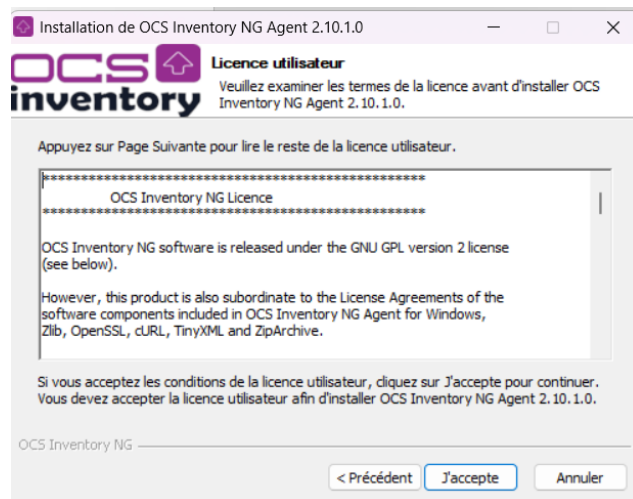 Installation de OCS Inventory NG Agent 2.10.1.0
OCS
inventory
Licence utilisateur
Veuillez examiner les termes de la licence avant d'installer OCS
Inventory NG Agent 2.10.1.0.
Appuyez sur Page Suivante pour lire le reste de la licence utilisateur.
**************************************************
OCS Inventory NG Licence
**************************************************
OCS Inventory NG software is released under the GNU GPL version 2 license
(see below).
However, this product is also subordinate to the License Agreements of the
software components included in OCS Inventory NG Agent for Windows,
Zlib, OpenSSL, cURL, TinyXML and ZipArchive.
Si vous acceptez les conditions de la licence utilisateur, cliquez sur J'accepte pour continuer.
Vous devez accepter la licence utilisateur afin d'installer OCS Inventory NG Agent 2.10.1.0.
OCS Inventory NG
< Précédent J'accepte Annuler